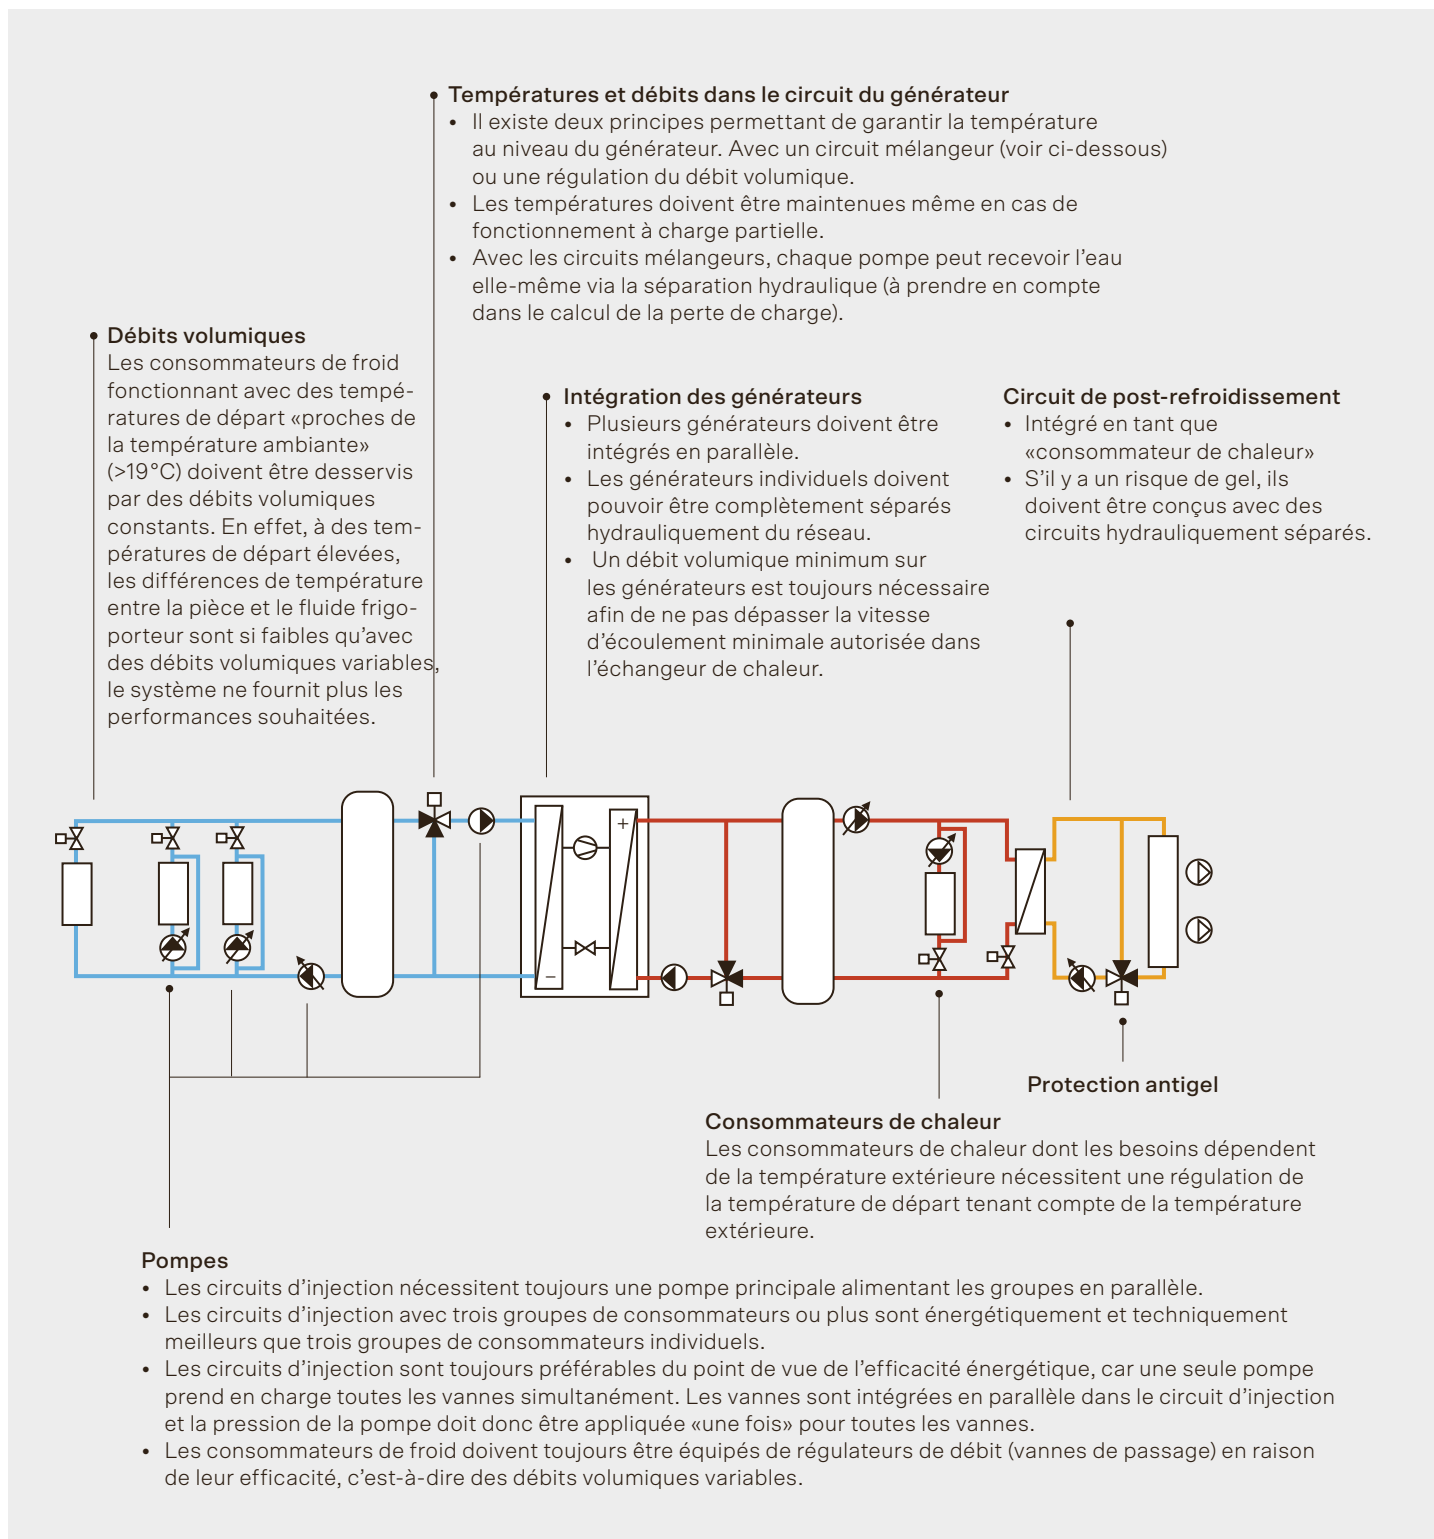 Températures et débits dans le circuit du générateur
• Il existe deux principes permettant de garantir la température
au niveau du générateur. Avec un circuit mélangeur (voir ci-dessous)
ou une régulation du débit volumique.
• Les températures doivent être maintenues même en cas de
fonctionnement à charge partielle.
• Avec les circuits mélangeurs, chaque pompe peut recevoir l'eau
elle-même via la séparation hydraulique (à prendre en compte
dans le calcul de la perte de charge).
Débits volumiques
Les consommateurs de froid
fonctionnant avec des tempé-
ratures de départ «proches de
la température ambiante»
(>19°C) doivent être desservis
par des débits volumiques
constants. En effet, à des tem-
pératures de départ élevées,
les différences de température
entre la pièce et le fluide frigo-
porteur sont si faibles qu'avec
des débits volumiques variables,
le système ne fournit plus les
performances souhaitées.
Intégration des générateurs
• Plusieurs générateurs doivent être
intégrés en parallèle.
• Les générateurs individuels doivent
pouvoir être complètement séparés
hydrauliquement du réseau.
• Un débit volumique minimum sur
les générateurs est toujours nécessaire
afin de ne pas dépasser la vitesse
d'écoulement minimale autorisée dans
l'échangeur de chaleur.
Circuit de post-refroidissement
• Intégré en tant que
«consommateur de chaleur»
• S'il y a un risque de gel, ils
doivent être conçus avec des
circuits hydrauliquement séparés.
+
−
Protection antigel
Consommateurs de chaleur
Les consommateurs de chaleur dont les besoins dépendent
de la température extérieure nécessitent une régulation de
la température de départ tenant compte de la température
extérieure.
Pompes
• Les circuits d'injection nécessitent toujours une pompe principale alimentant les groupes en parallèle.
• Les circuits d'injection avec trois groupes de consommateurs ou plus sont énergétiquement et techniquement
meilleurs que trois groupes de consommateurs individuels.
• Les circuits d'injection sont toujours préférables du point de vue de l'efficacité énergétique, car une seule pompe
prend en charge toutes les vannes simultanément. Les vannes sont intégrées en parallèle dans le circuit d'injection
et la pression de la pompe doit donc être appliquée «une fois» pour toutes les vannes.
• Les consommateurs de froid doivent toujours être équipés de régulateurs de débit (vannes de passage) en raison
de leur efficacité, c'est-à-dire des débits volumiques variables.